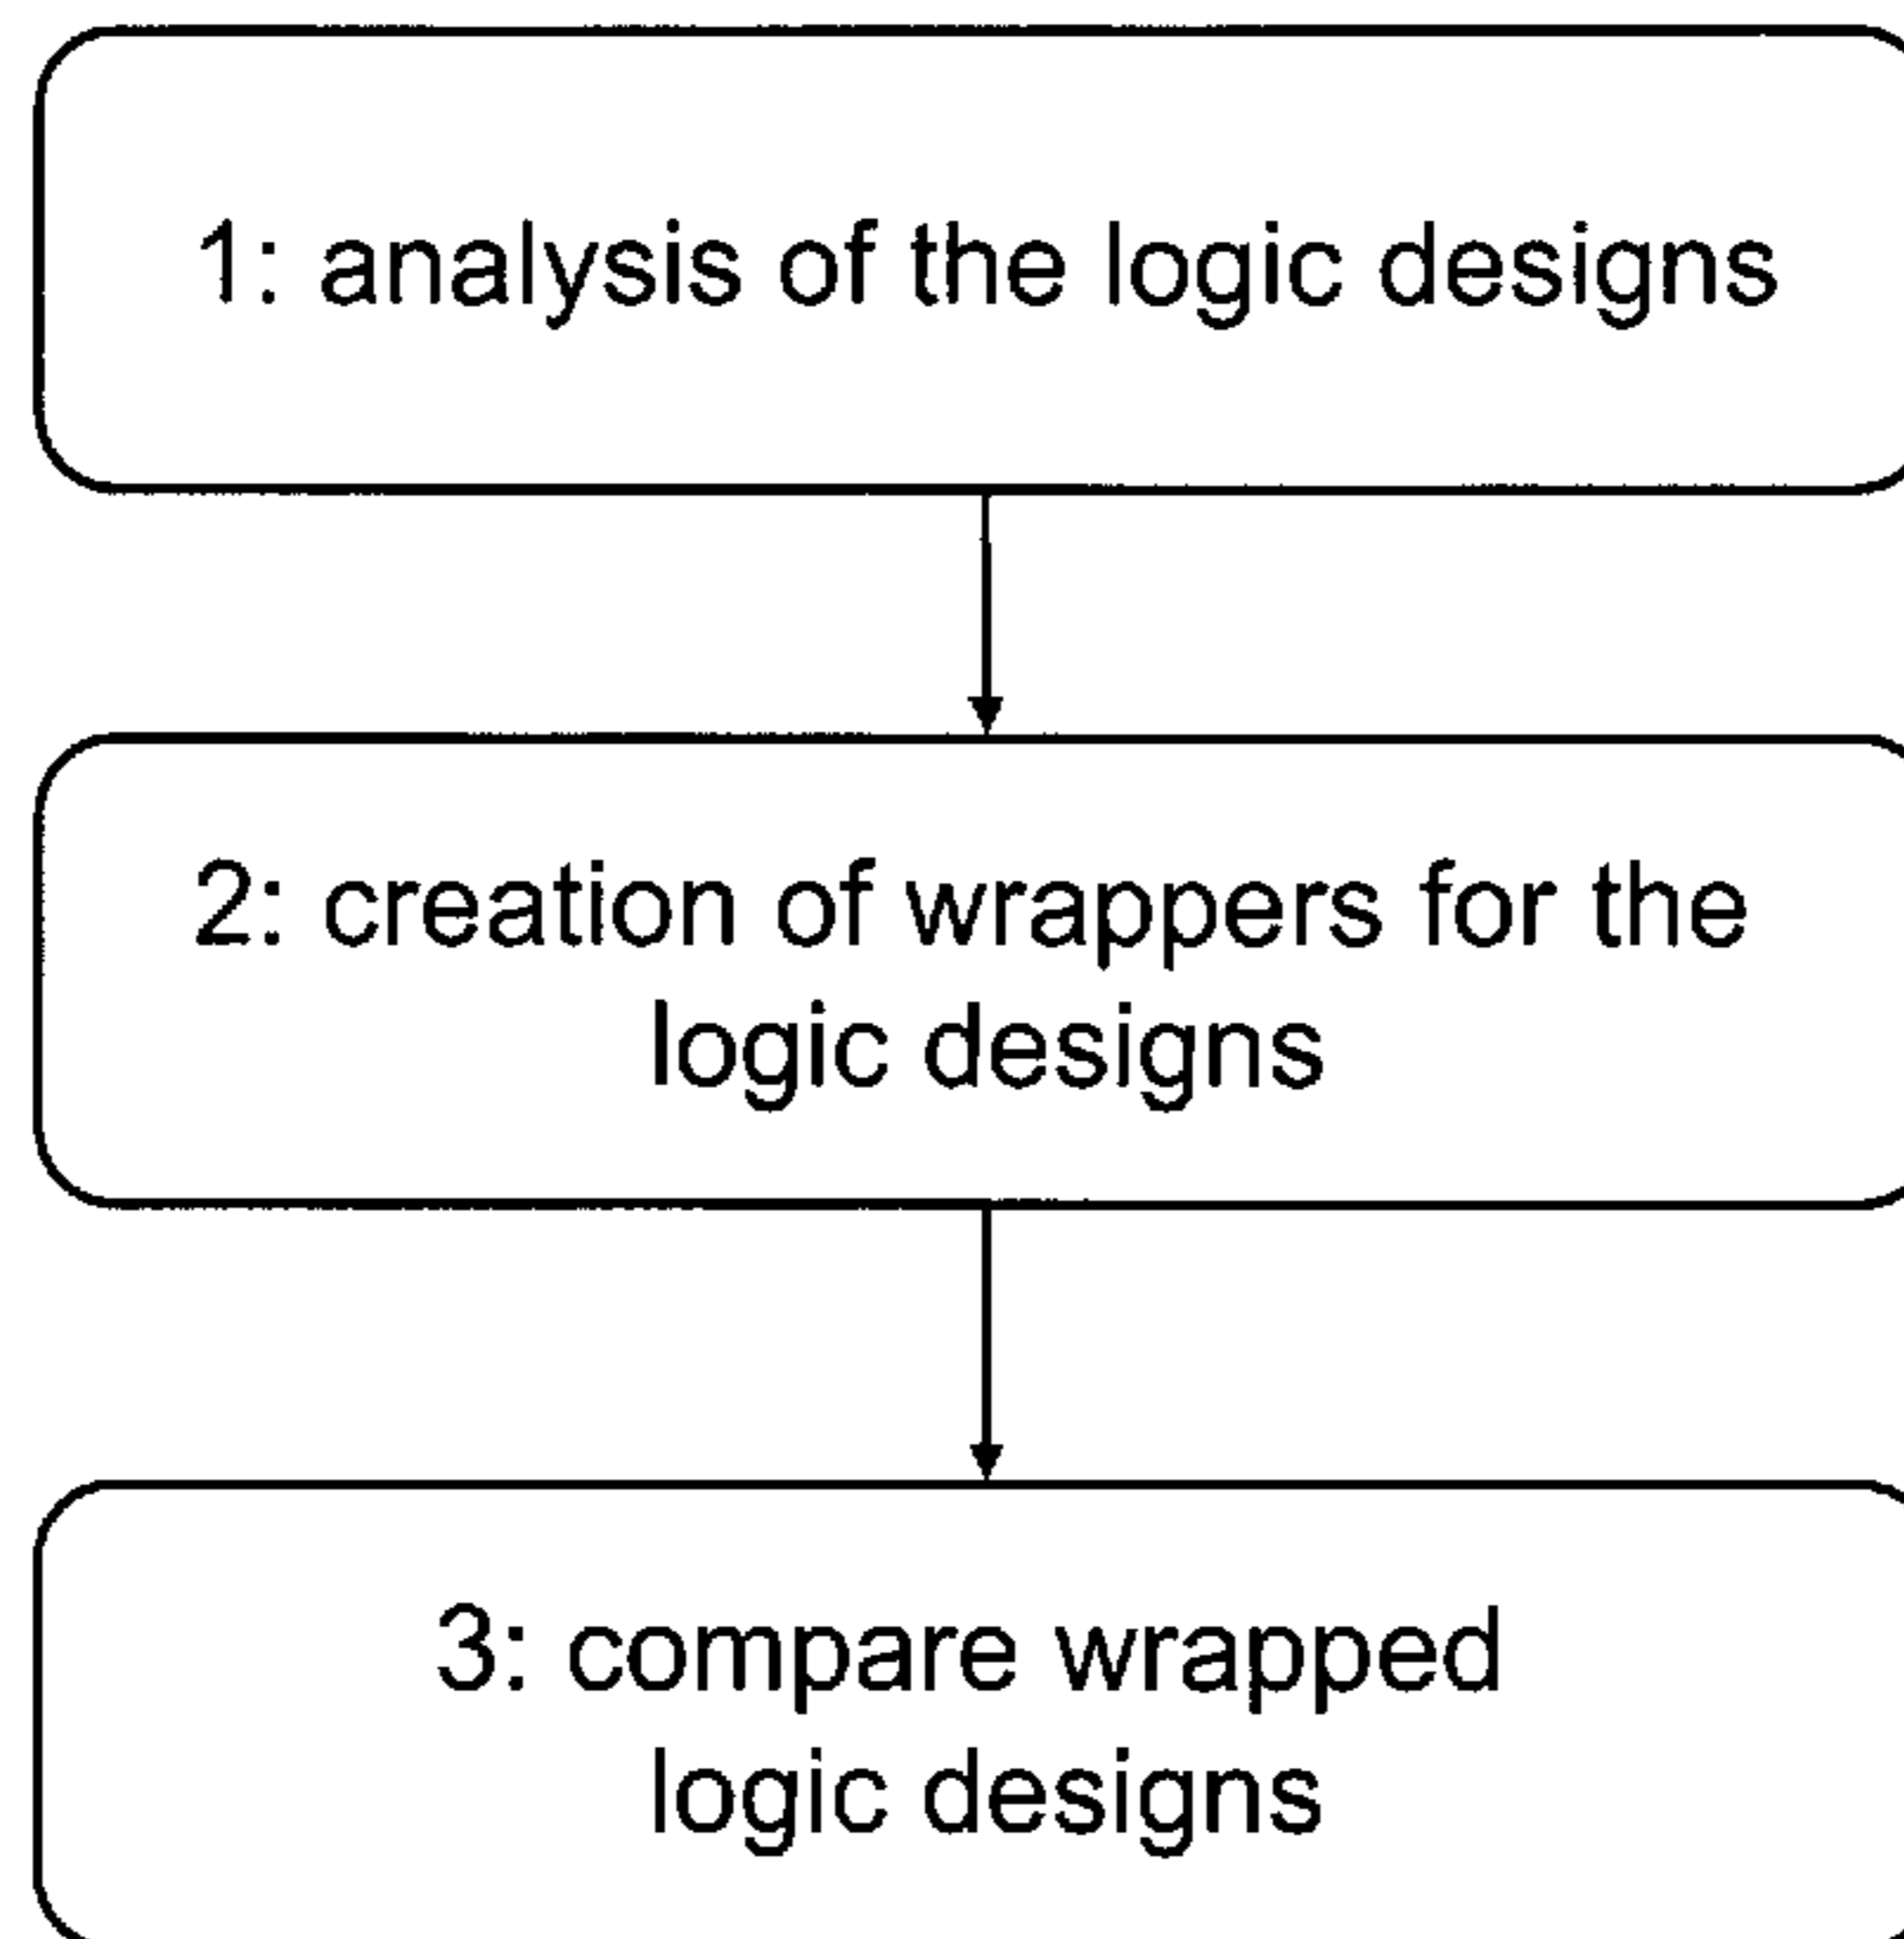 1: analysis of the logic designs
2: creation of wrappers for the
logic designs
3: compare wrapped
logic designs